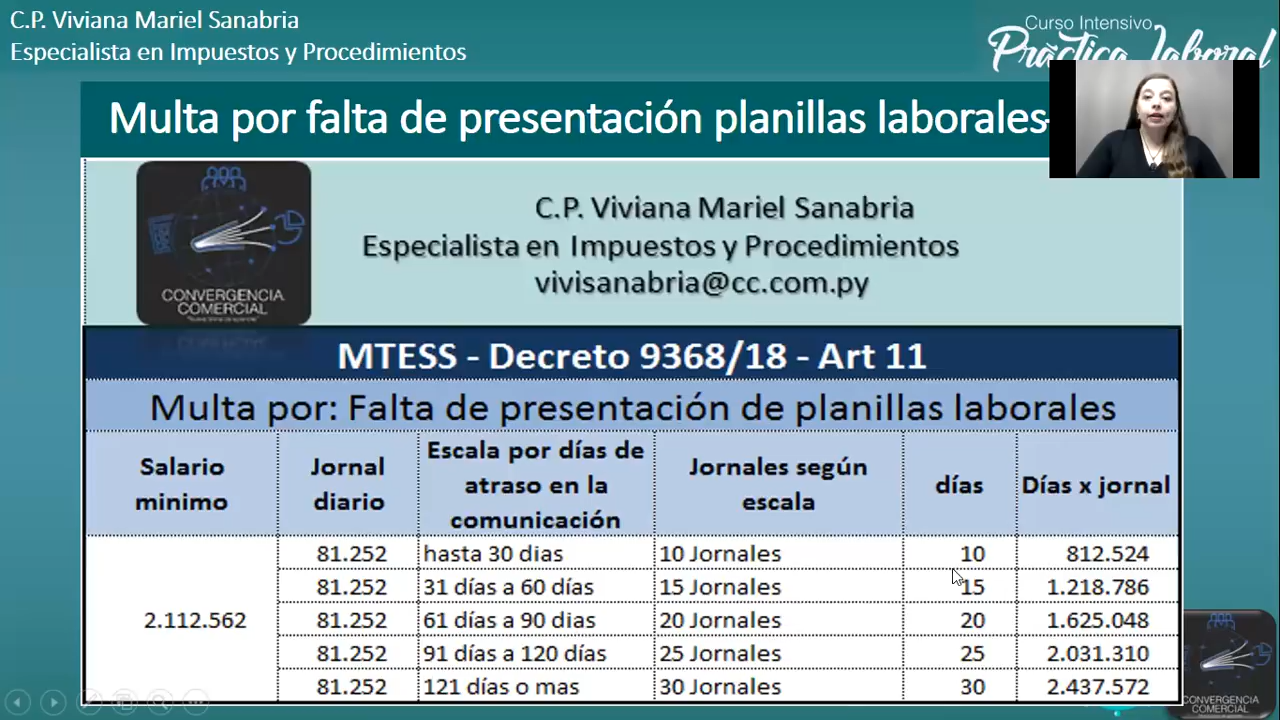 C.P. Viviana Mariel Sanabria
Especialista en Impuestos y Procedimientos
Curso Intensivo
Práctica Laboral
Multa por falta de presentación planillas laborales-
CONVERGENCIA
COMERCIAL
C.P. Viviana Mariel Sanabria
Especialista en Impuestos y Procedimientos
vivisanabria@cc.com.py
MTESS - Decreto 9368/18 - Art 11
Multa por: Falta de presentación de planillas laborales
Salario minimo | Jornal diario | Escala por días de atraso en la comunicación | Jornales según escala | días | Días x jornal
81.252 hasta 30 dias 10 Jornales 10 812.524
81.252 31 días a 60 días 15 Jornales 15 1.218.786
2.112.562 81.252 61 días a 90 dias 20 Jornales 20 1.625.048
81.252 91 días a 120 días 25 Jornales 25 2.031.310
81.252 121 días o mas 30 Jornales 30 2.437.572
CONVERGENCIA
COMERCIAL